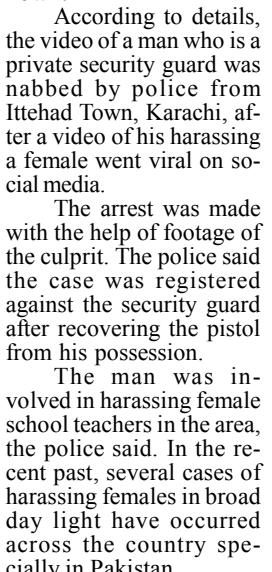 According to details,
the video of a man who is a
private security guard was
nabbed by police from
Ittehad Town, Karachi, af-
ter a video of his harassing
a female went viral on so-
cial media.
The arrest was made
with the help of footage of
the culprit. The police said
the case was registered
against the security guard
after recovering the pistol
from his possession.
The man was in-
volved in harassing female
school teachers in the area,
the police said. In the re-
cent past, several cases of
harassing females in broad
day light have occurred
across the country spe-
cially in Pakistan